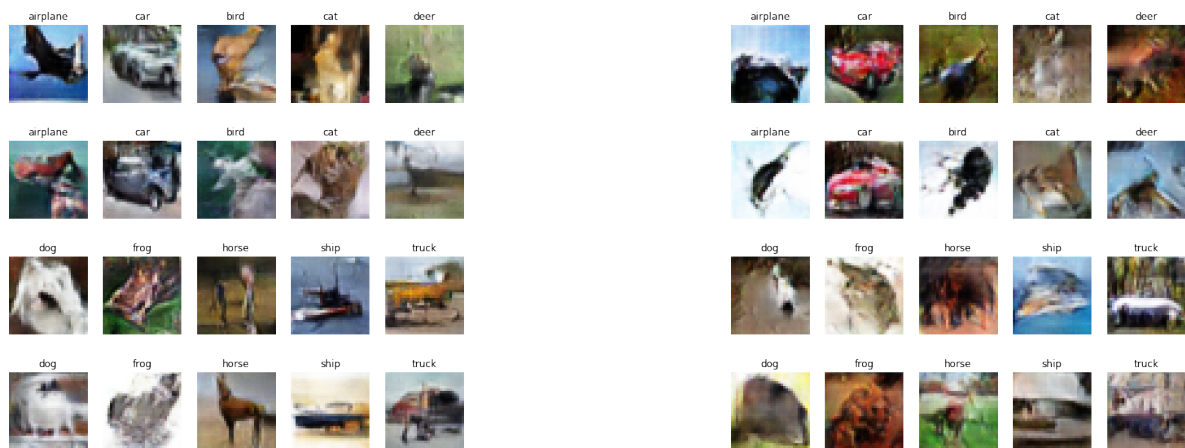 airplane car bird cat deer airplane car bird cat deer
airplane car bird cat deer airplane car bird cat deer
dog frog horse ship truck dog frog horse ship truck
dog frog horse ship truck dog frog horse ship truck